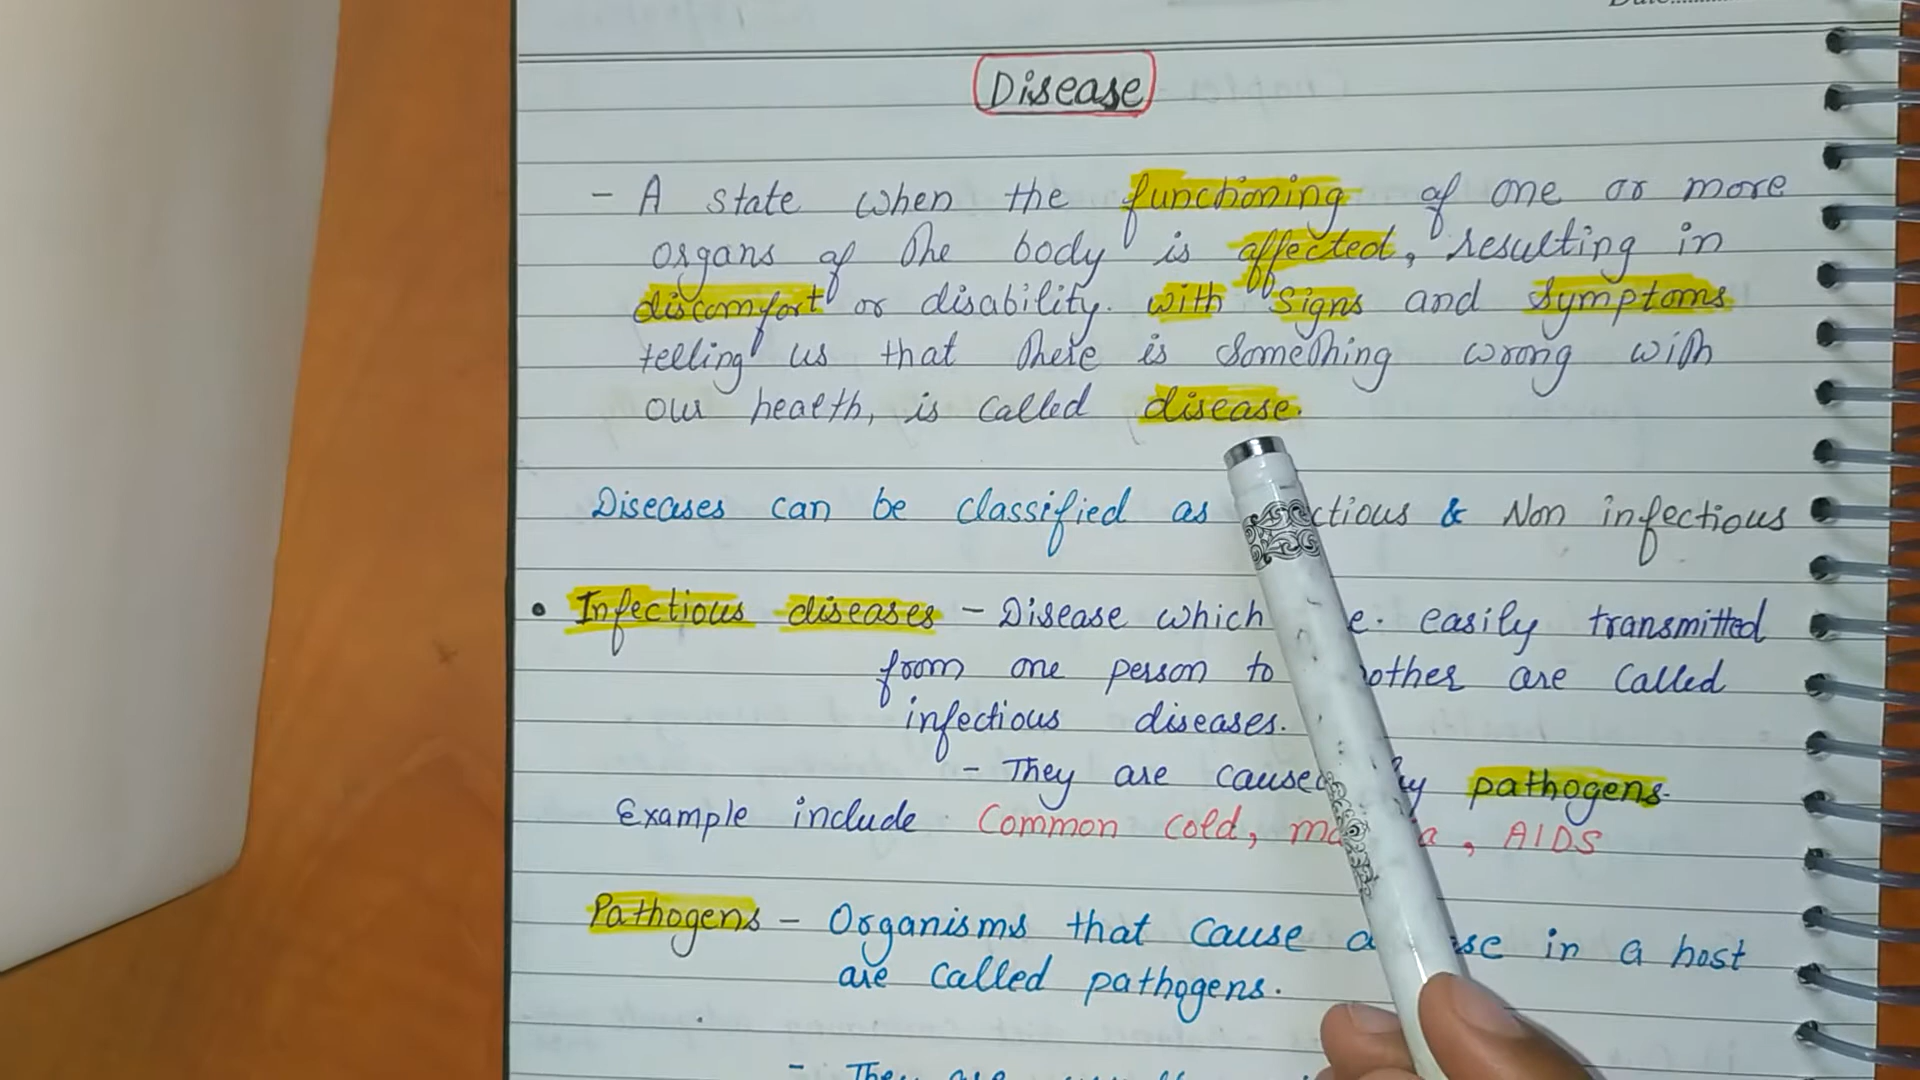 Disease
- A state when the functioning of one or more
organs of the body is affected, resulting in
discomfort or disability. with signs and symptoms
telling us that there is something wrong with
our health, is called disease.
Diseases can be classified as & Non infectious
• Infectious diseases - Disease which easily transmitted
from one person to are called
infectious diseases.
- They are caused pathogens.
Example include Common cold, AIDS
Pathogens - Organisms that cause in a host
are called pathogens.